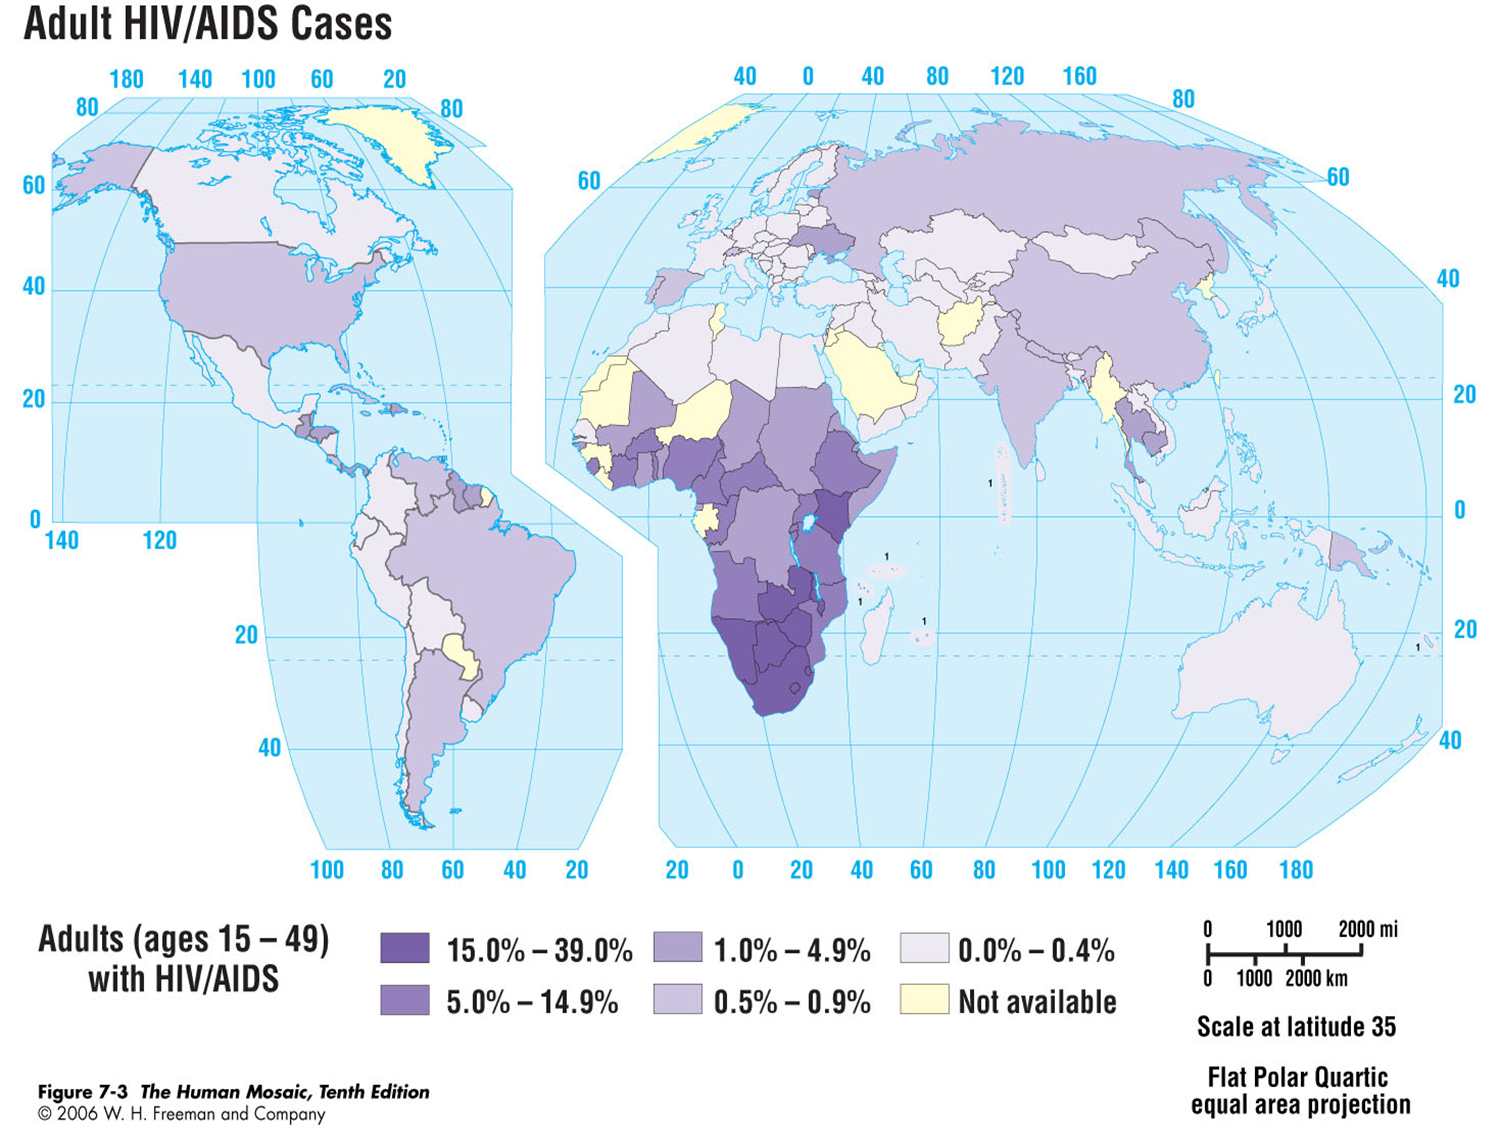 Adult HIV/AIDS Cases
180 140 100 60 20
40 0 40 80 120 160
80 80 80
60 60 60
40 40
20 20
0 0
140 120
20 20
40 40
1
1
1
1
1
100 80 60 40 20
20 0 20 40 60 80 100 120 140 160 180
Adults (ages 15 – 49)
with HIV/AIDS
15.0% – 39.0%
5.0% – 14.9%
1.0% – 4.9%
0.5% – 0.9%
0.0% – 0.4%
Not available
0 1000 2000 mi
0 1000 2000 km
Scale at latitude 35
Flat Polar Quartic
equal area projection
Figure 7-3 The Human Mosaic, Tenth Edition
© 2006 W. H. Freeman and Company